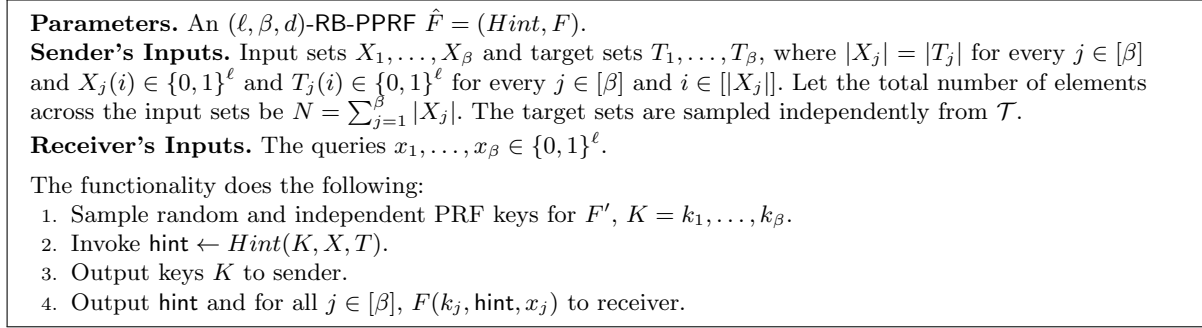 Parameters. An (ℓ, β, d)-RB-PPRF F̂ = (Hint, F).
Sender's Inputs. Input sets X₁, . . . , X_β and target sets T₁, . . . , T_β, where |X_j| = |T_j| for every j ∈ [β]
and X_j(i) ∈ {0, 1}^ℓ and T_j(i) ∈ {0, 1}^ℓ for every j ∈ [β] and i ∈ [|X_j|]. Let the total number of elements
across the input sets be N = ∑_{j=1}^β |X_j|. The target sets are sampled independently from 𝒯.
Receiver's Inputs. The queries x₁, . . . , x_β ∈ {0, 1}^ℓ.
The functionality does the following:
1. Sample random and independent PRF keys for F′, K = k₁, . . . , k_β.
2. Invoke hint ← Hint(K, X, T).
3. Output keys K to sender.
4. Output hint and for all j ∈ [β], F(k_j, hint, x_j) to receiver.